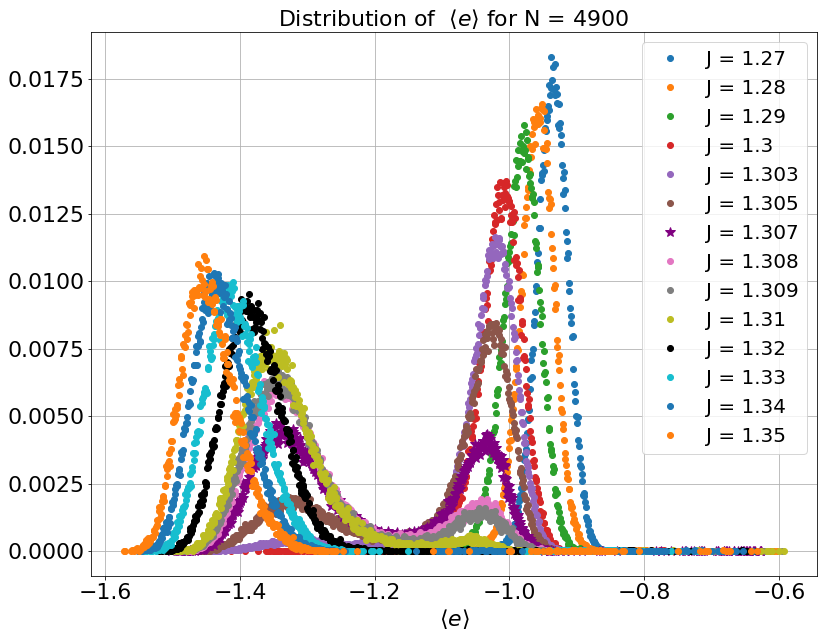 Distribution of ⟨e⟩ for N = 4900
0.0175
0.0150
0.0125
0.0100
0.0075
0.0050
0.0025
0.0000
−1.6 −1.4 −1.2 −1.0 −0.8 −0.6
⟨e⟩
J = 1.27
J = 1.28
J = 1.29
J = 1.3
J = 1.303
J = 1.305
J = 1.307
J = 1.308
J = 1.309
J = 1.31
J = 1.32
J = 1.33
J = 1.34
J = 1.35